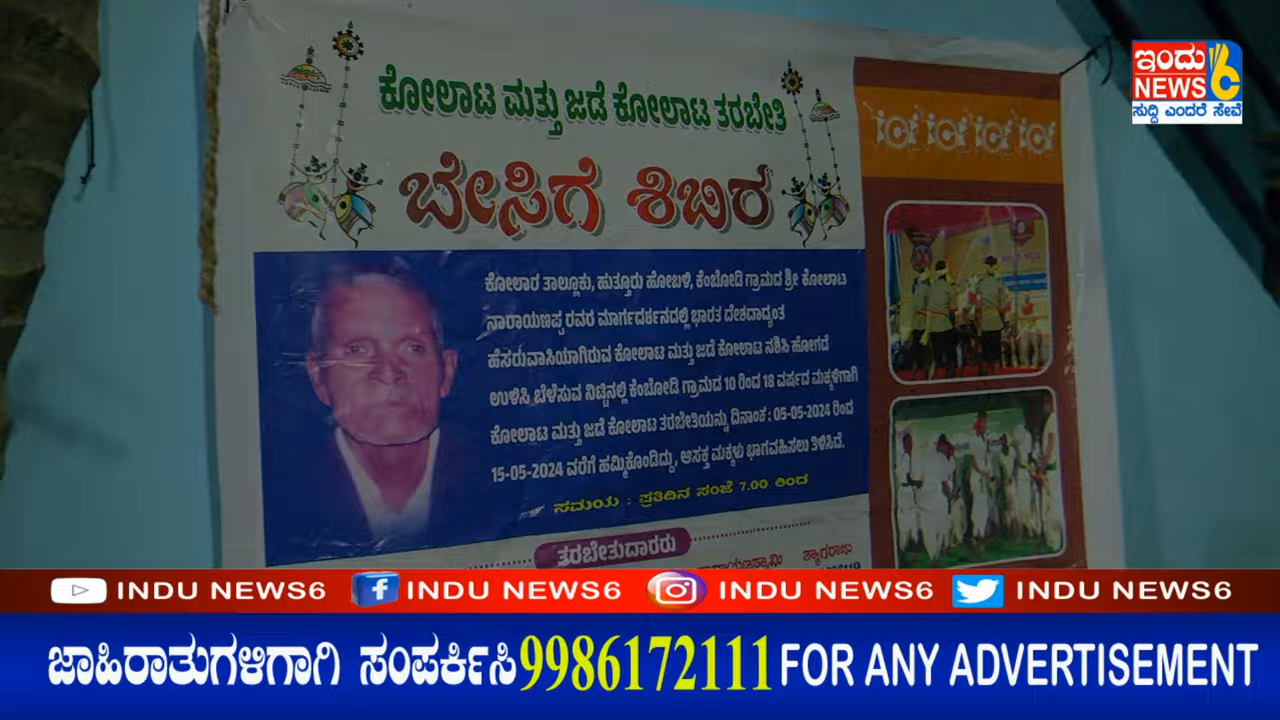 ಇಂದು
NEWS 6
ಸುದ್ದಿ ಎಂದರೆ ಸೇವೆ
ಕೋಲಾಟ ಮತ್ತು ಜಡೆ ಕೋಲಾಟ ತರಬೇತಿ
ಬೇಸಿಗೆ ಶಿಬಿರ
ಕೋಲಾರ ತಾಲ್ಲೂಕು, ಹುತ್ತೂರು ಹೋಬಳಿ, ಕೆಂಬೋಡಿ ಗ್ರಾಮದ ಶ್ರೀ ಕೋಲಾಟ
ನಾರಾಯಣಪ್ಪ ರವರ ಮಾರ್ಗದರ್ಶನದಲ್ಲಿ ಭಾರತ ದೇಶದಾದ್ಯಂತ
ಹೆಸರುವಾಸಿಯಾಗಿರುವ ಕೋಲಾಟ ಮತ್ತು ಜಡೆ ಕೋಲಾಟ ನಶಿಸಿ ಹೋಗದೆ
ಉಳಿಸಿ ಬೆಳೆಸುವ ನಿಟ್ಟಿನಲ್ಲಿ ಕೆಂಬೋಡಿ ಗ್ರಾಮದ 10 ರಿಂದ 18 ವರ್ಷದ ಮಕ್ಕಳಿಗಾಗಿ
ಕೋಲಾಟ ಮತ್ತು ಜಡೆ ಕೋಲಾಟ ತರಬೇತಿಯನ್ನು ದಿನಾಂಕ : 05-05-2024 ರಿಂದ
15-05-2024 ವರೆಗೆ ಹಮ್ಮಿಕೊಂಡಿದ್ದು, ಆಸಕ್ತ ಮಕ್ಕಳು ಭಾಗವಹಿಸಲು ತಿಳಿಸಿದೆ.
ಸಮಯ : ಪ್ರತಿದಿನ ಸಂಜೆ 7.00 ರಿಂದ
ತರಬೇತುದಾರರು
INDU NEWS6 INDU NEWS6 INDU NEWS6 INDU NEWS6
ಜಾಹಿರಾತುಗಳಿಗಾಗಿ ಸಂಪರ್ಕಿಸಿ 9986172111 FOR ANY ADVERTISEMENT